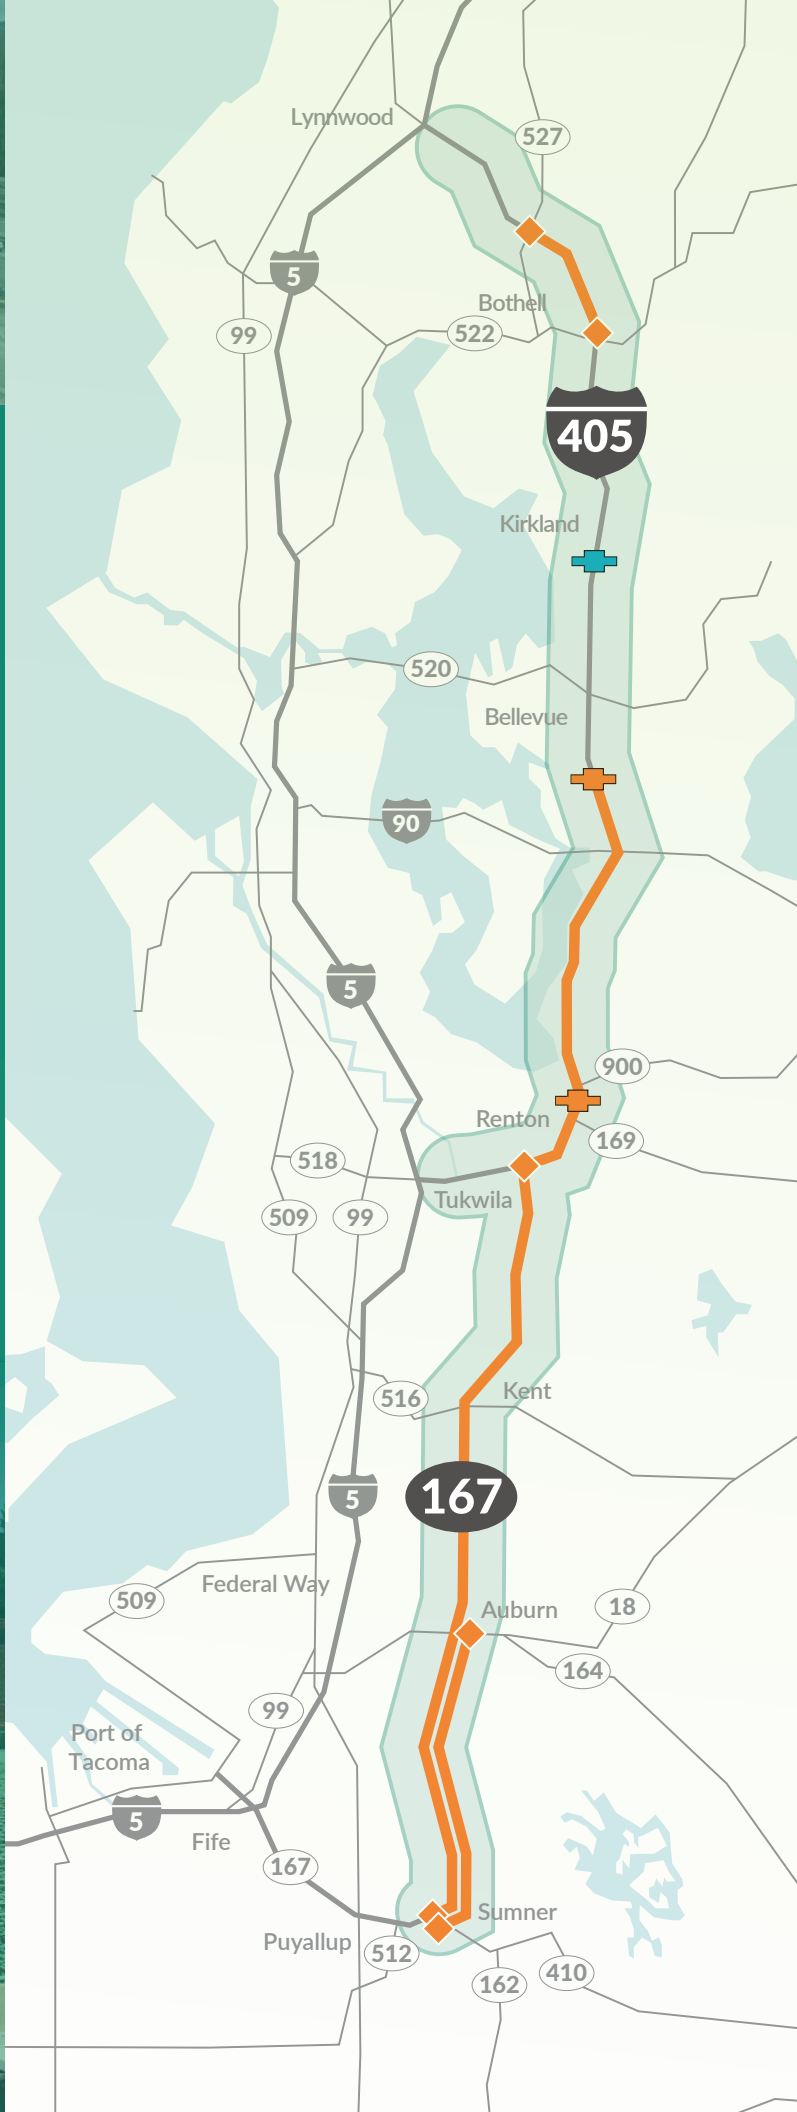 Lynnwood
527
5
Bothell
99
522
405
Kirkland
520
Bellevue
90
5
900
Renton
169
518
Tukwila
509
99
Kent
516
167
5
Federal Way
509
Auburn
18
164
99
Port of
Tacoma
5
Fife
167
Sumner
Puyallup
512
410
162